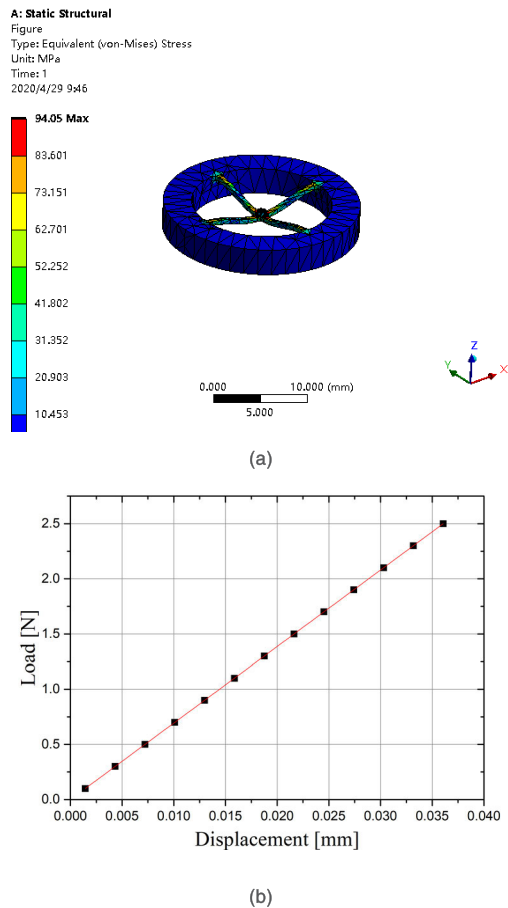 A: Static Structural
Figure
Type: Equivalent (von-Mises) Stress
Unit: MPa
Time: 1
2020/4/29 9:46
94.05 Max
83.601
73.151
62.701
52.252
41.802
31.352
20.903
10.453
0.000
10.000 (mm)
5.000
Z
Y
X
(a)
2.5
2.0
1.5
1.0
0.5
0.0
Load [N]
0.000 0.005 0.010 0.015 0.020 0.025 0.030 0.035 0.040
Displacement [mm]
(b)